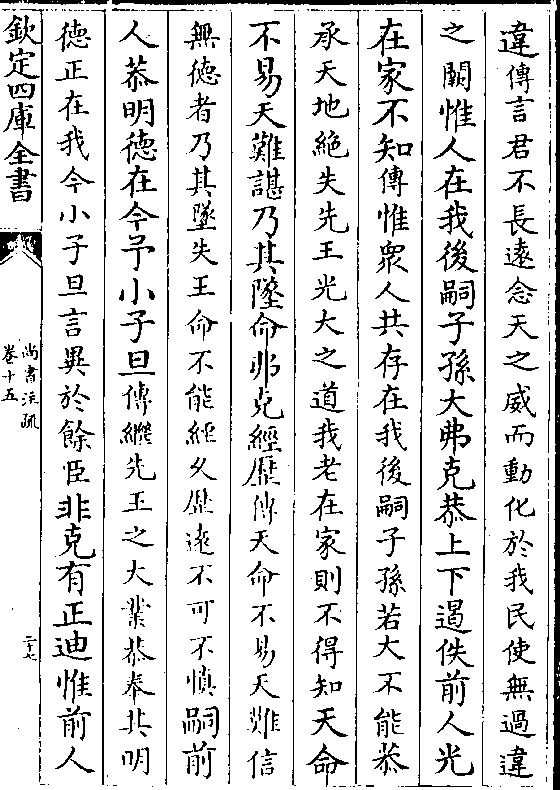 違傳言君不長遠念天之威而動化於我民使無過違
之闕惟人在我後嗣子孫大弗克恭上下遏佚前人光
在家不知傳惟衆人共存在我後嗣子孫若大不能恭
承天地絶失先王光大之道我老在家則不得知天命
不易天難諶乃其墜命弗克經歷傳天命不易天難信
無德者乃其墜失王命不能經久歷遠不可不慎嗣前
人恭明德在今予小子旦傳繼先王之大業恭奉其明
德正在我今小子旦言異於餘臣非克有正迪惟前人
欽定四庫全書
尚書注疏
卷十五
二十七